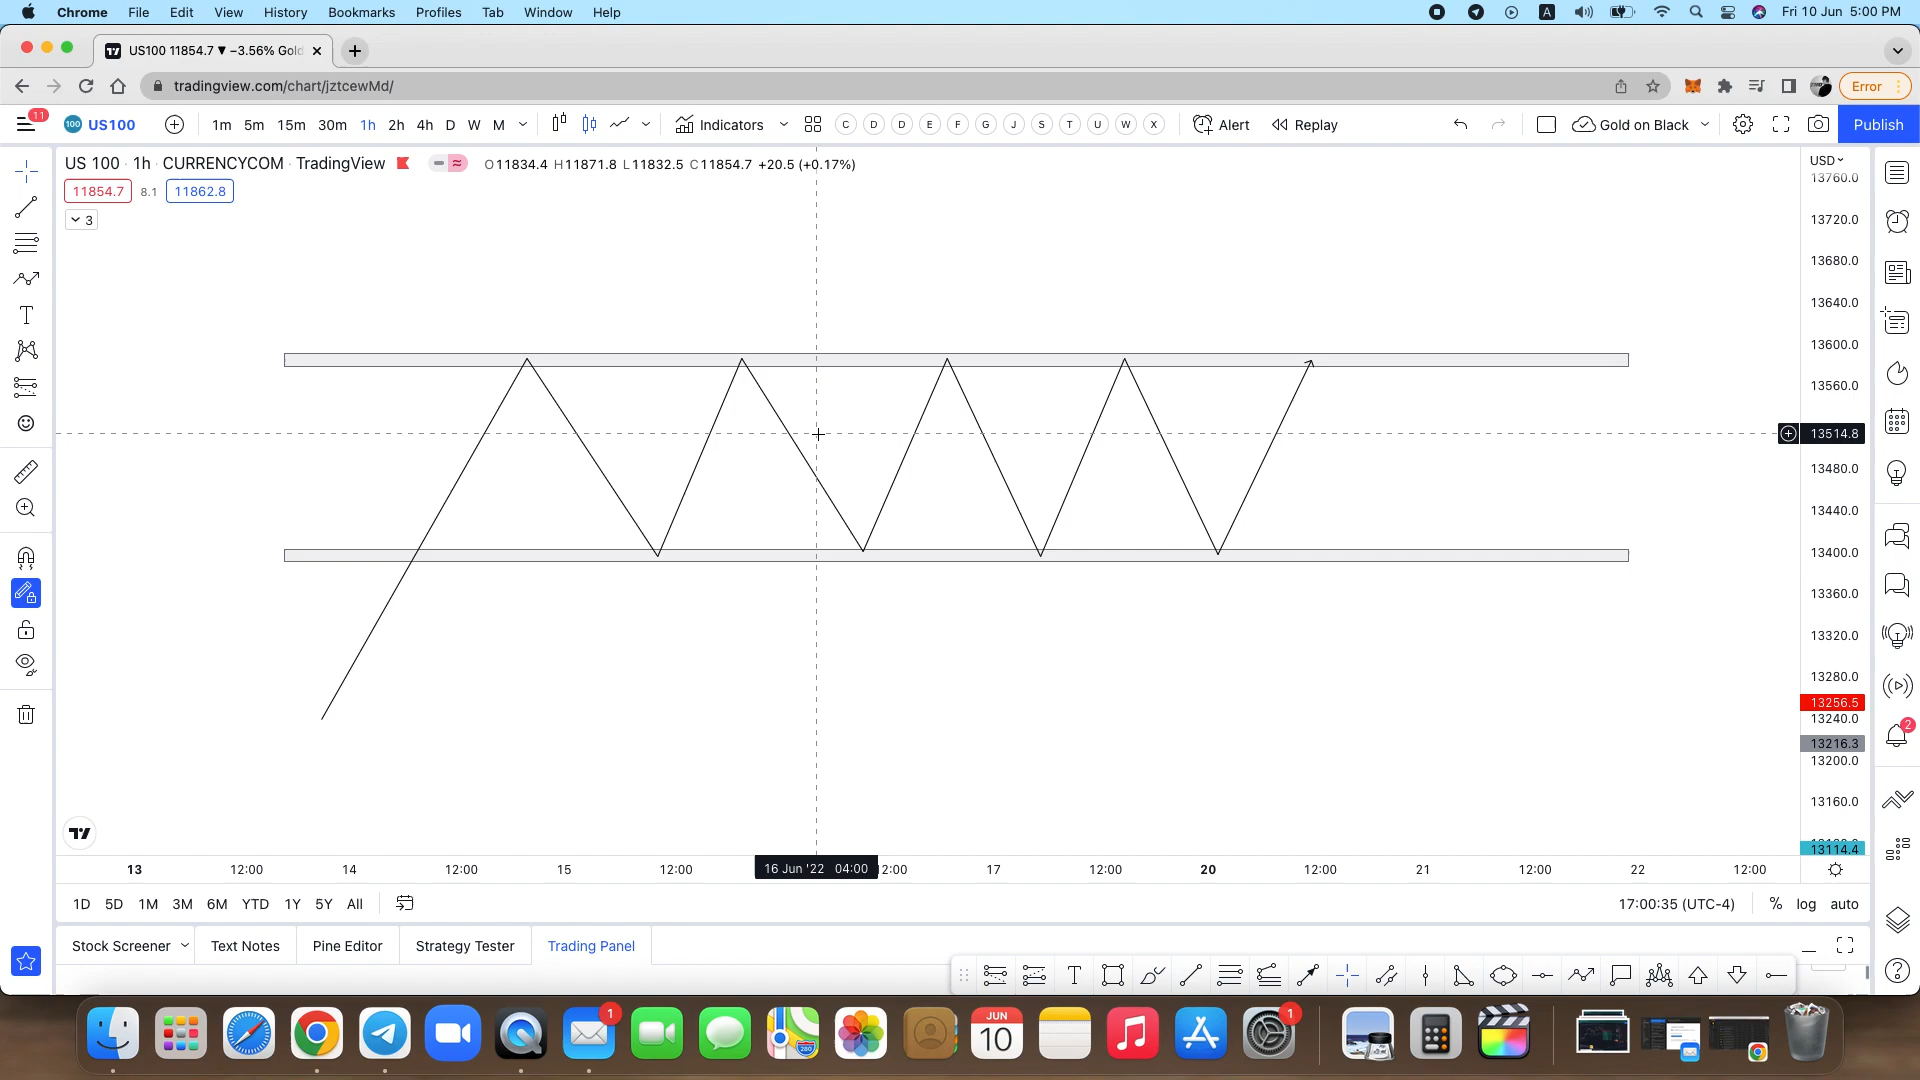 Chrome File Edit View History Bookmarks Profiles Tab Window Help A Fri 10 Jun 5:00 PM
US100 11854.7 ▼ −3.56% Gold
tradingview.com/chart/jztcewMd/ Error
11 100 US100 1m 5m 15m 30m 1h 2h 4h D W M Indicators C D D E F G J S T U W X Alert Replay Gold on Black Publish
US 100 · 1h · CURRENCYCOM · TradingView O11834.4 H11871.8 L11832.5 C11854.7 +20.5 (+0.17%) USD
13760.0
11854.7 8.1 11862.8
3 13720.0
13680.0
13640.0
13600.0
13560.0
13514.8
13480.0
13440.0
13400.0
13360.0
13320.0
13280.0
13256.5
13240.0
2
13216.3
13200.0
13160.0
13114.4
13 12:00 14 12:00 15 12:00 16 Jun '22 04:00 2:00 17 12:00 20 12:00 21 12:00 22 12:00
1D 5D 1M 3M 6M YTD 1Y 5Y All 17:00:35 (UTC-4) % log auto
Stock Screener Text Notes Pine Editor Strategy Tester Trading Panel
1 JUN 10 1